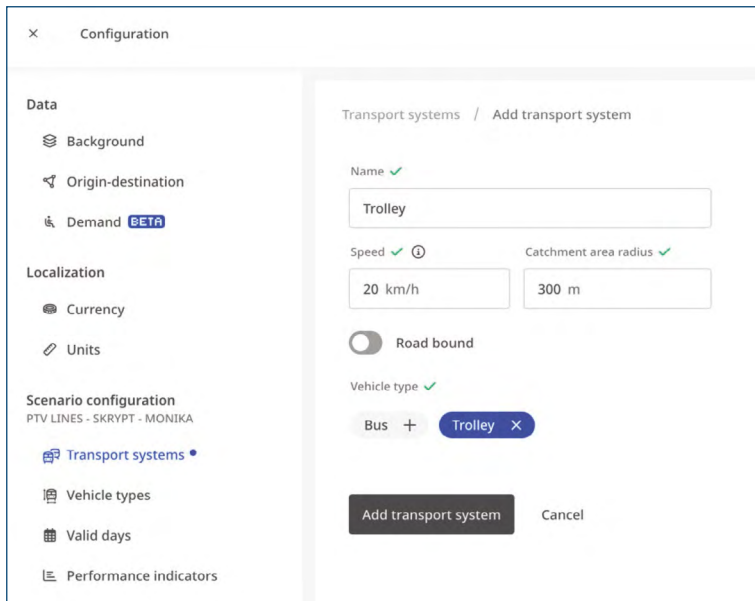 Configuration
Data
Background
Origin-destination
Demand BETA
Localization
Currency
Units
Scenario configuration
PTV LINES - SKRYPT - MONIKA
Transport systems
Vehicle types
Valid days
Performance indicators
Transport systems / Add transport system
Name
Trolley
Speed Catchment area radius
20 km/h 300 m
Road bound
Vehicle type
Bus + Trolley ×
Add transport system Cancel